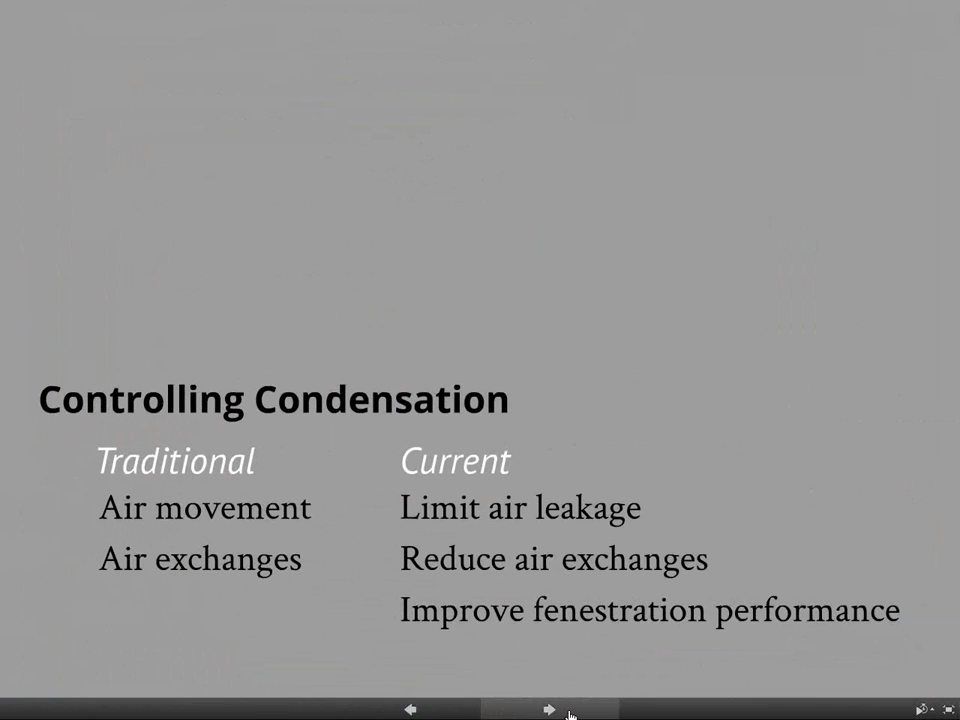 Controlling Condensation
Traditional Current
Air movement Limit air leakage
Air exchanges Reduce air exchanges
Improve fenestration performance